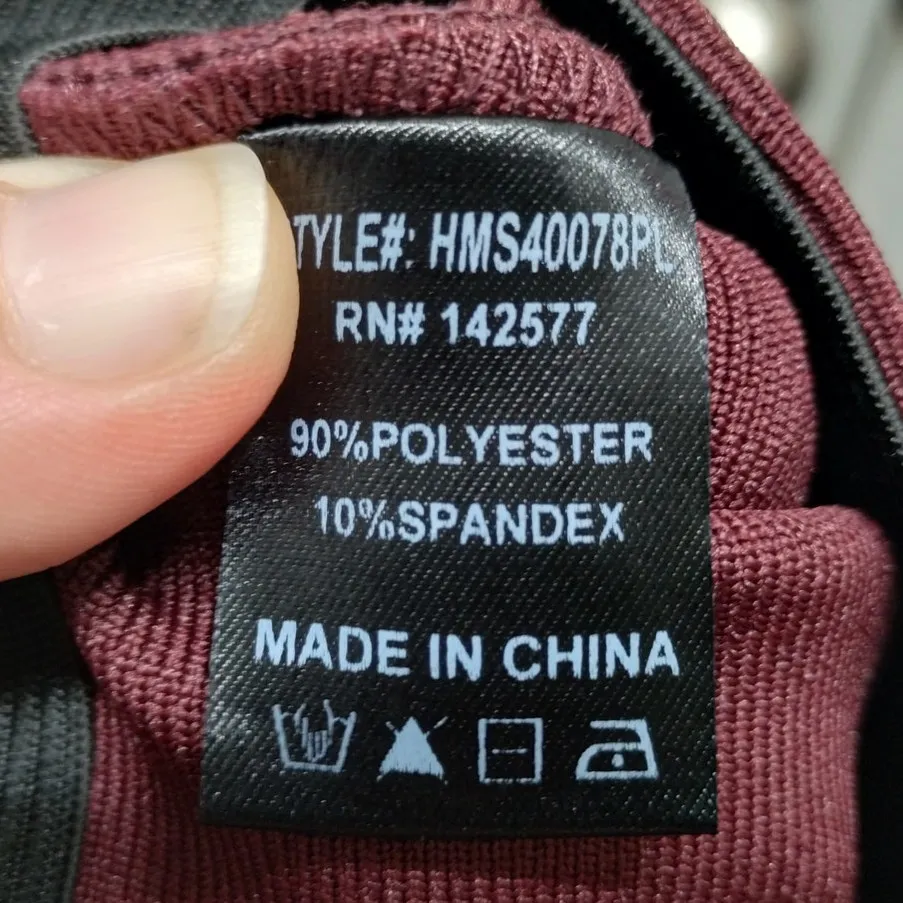 TYLE#: HMS40078PL
RN# 142577
90%POLYESTER
10%SPANDEX
MADE IN CHINA